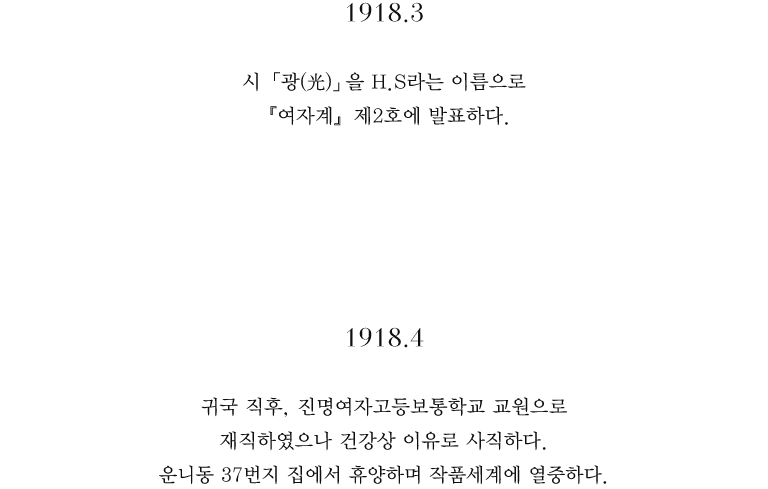 1918.3
시 「광(光)」을 H.S라는 이름으로
『여자계』 제2호에 발표하다.
1918.4
귀국 직후, 진명여자고등보통학교 교원으로
재직하였으나 건강상 이유로 사직하다.
운니동 37번지 집에서 휴양하며 작품세계에 열중하다.